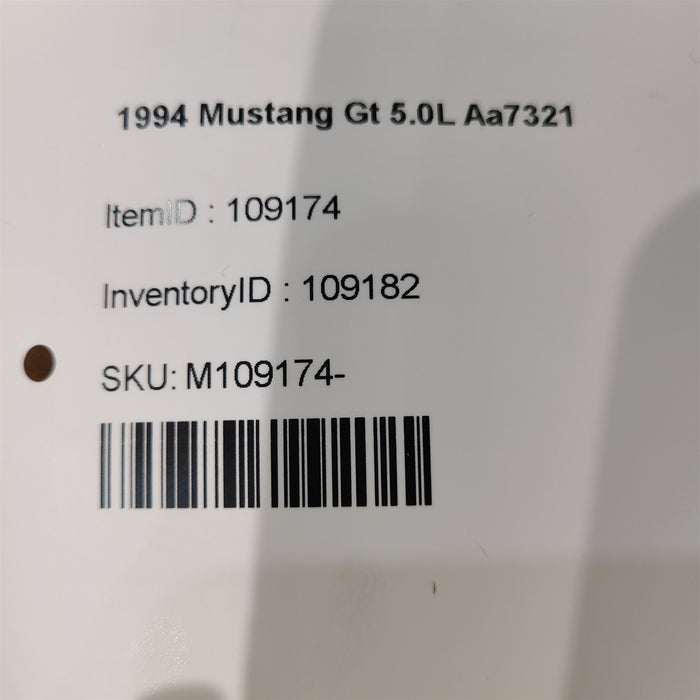 1994 Mustang Gt 5.0L Aa7321
ItemID : 109174
InventoryID : 109182
SKU: M109174-